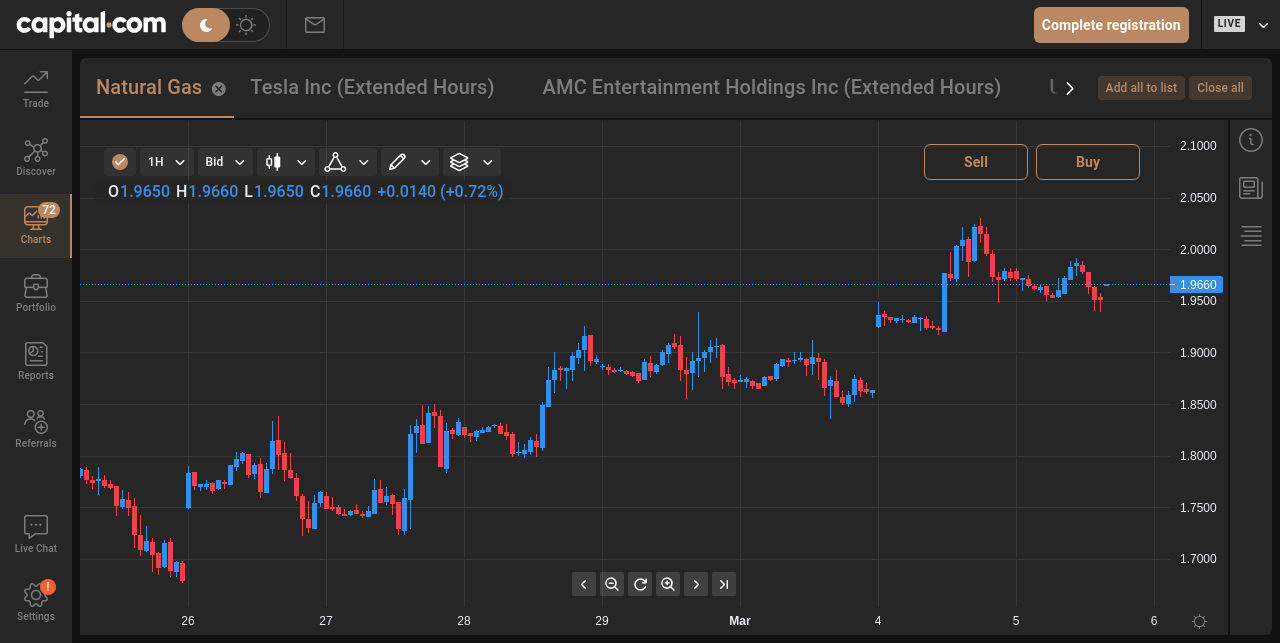 capital.com
Complete registration
LIVE
Natural Gas
Tesla Inc (Extended Hours)
AMC Entertainment Holdings Inc (Extended Hours)
Add all to list
Close all
Trade
Discover
72
Charts
Portfolio
Reports
Referrals
Live Chat
!
Settings
1H
Bid
Sell
Buy
O1.9650 H1.9660 L1.9650 C1.9660 +0.0140 (+0.72%)
2.1000
2.0500
2.0000
1.9660
1.9500
1.9000
1.8500
1.8000
1.7500
1.7000
26 27 28 29 Mar 4 5 6